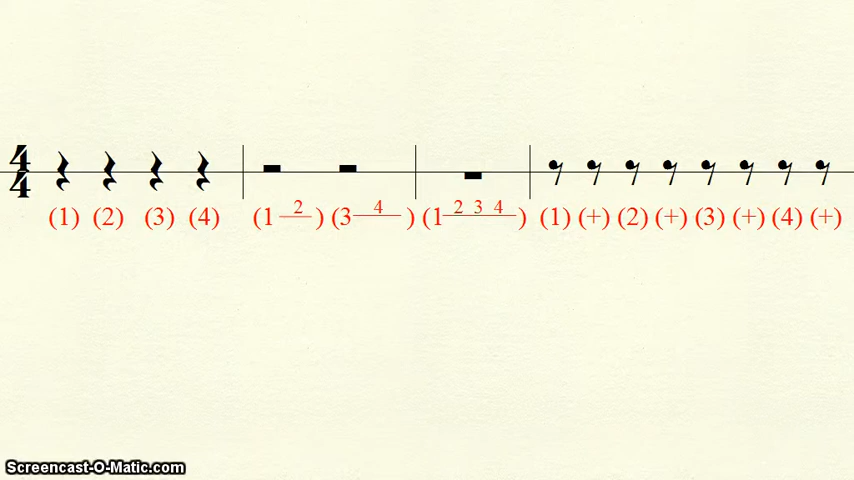 4
4
(1) (2) (3) (4) (1 2 ) (3 4 ) (1 2 3 4 ) (1) (+) (2) (+) (3) (+) (4) (+)
Screencast-O-Matic.com